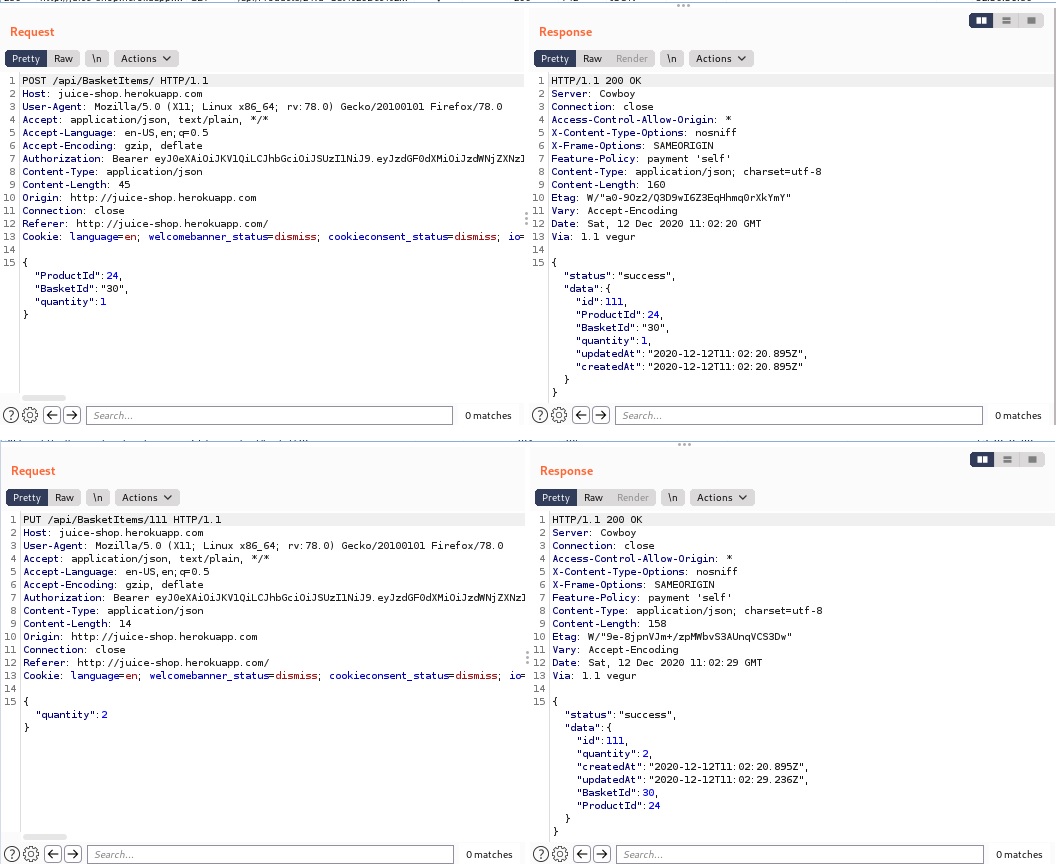 Request
Pretty Raw \n Actions
1 POST /api/BasketItems/ HTTP/1.1
2 Host: juice-shop.herokuapp.com
3 User-Agent: Mozilla/5.0 (X11; Linux x86_64; rv:78.0) Gecko/20100101 Firefox/78.0
4 Accept: application/json, text/plain, */*
5 Accept-Language: en-US,en;q=0.5
6 Accept-Encoding: gzip, deflate
7 Authorization: Bearer eyJ0eXAiOiJKV1QiLCJhbGciOiJSUzI1NiJ9.eyJzdGF0dXMiOiJzdWNjZXNzI
8 Content-Type: application/json
9 Content-Length: 45
10 Origin: http://juice-shop.herokuapp.com
11 Connection: close
12 Referer: http://juice-shop.herokuapp.com/
13 Cookie: language=en; welcomebanner_status=dismiss; cookieconsent_status=dismiss; io=
14
15 {
"ProductId":24,
"BasketId":"30",
"quantity":1
}
Search... 0 matches
Response
Pretty Raw Render \n Actions
1 HTTP/1.1 200 OK
2 Server: Cowboy
3 Connection: close
4 Access-Control-Allow-Origin: *
5 X-Content-Type-Options: nosniff
6 X-Frame-Options: SAMEORIGIN
7 Feature-Policy: payment 'self'
8 Content-Type: application/json; charset=utf-8
9 Content-Length: 160
10 Etag: W/"a0-9Oz2/Q3D9wI6Z3EqHhmq0rXkYmY"
11 Vary: Accept-Encoding
12 Date: Sat, 12 Dec 2020 11:02:20 GMT
13 Via: 1.1 vegur
14
15 {
"status":"success",
"data":{
"id":111,
"ProductId":24,
"BasketId":"30",
"quantity":1,
"updatedAt":"2020-12-12T11:02:20.895Z",
"createdAt":"2020-12-12T11:02:20.895Z"
}
}
Search... 0 matches
Request
Pretty Raw \n Actions
1 PUT /api/BasketItems/111 HTTP/1.1
2 Host: juice-shop.herokuapp.com
3 User-Agent: Mozilla/5.0 (X11; Linux x86_64; rv:78.0) Gecko/20100101 Firefox/78.0
4 Accept: application/json, text/plain, */*
5 Accept-Language: en-US,en;q=0.5
6 Accept-Encoding: gzip, deflate
7 Authorization: Bearer eyJ0eXAiOiJKV1QiLCJhbGciOiJSUzI1NiJ9.eyJzdGF0dXMiOiJzdWNjZXNzI
8 Content-Type: application/json
9 Content-Length: 14
10 Origin: http://juice-shop.herokuapp.com
11 Connection: close
12 Referer: http://juice-shop.herokuapp.com/
13 Cookie: language=en; welcomebanner_status=dismiss; cookieconsent_status=dismiss; io=
14
15 {
"quantity":2
}
Search... 0 matches
Response
Pretty Raw Render \n Actions
1 HTTP/1.1 200 OK
2 Server: Cowboy
3 Connection: close
4 Access-Control-Allow-Origin: *
5 X-Content-Type-Options: nosniff
6 X-Frame-Options: SAMEORIGIN
7 Feature-Policy: payment 'self'
8 Content-Type: application/json; charset=utf-8
9 Content-Length: 158
10 Etag: W/"9e-8jpnVJm+/zpMWbvS3AUnqVCS3Dw"
11 Vary: Accept-Encoding
12 Date: Sat, 12 Dec 2020 11:02:29 GMT
13 Via: 1.1 vegur
14
15 {
"status":"success",
"data":{
"id":111,
"quantity":2,
"createdAt":"2020-12-12T11:02:20.895Z",
"updatedAt":"2020-12-12T11:02:29.236Z",
"BasketId":30,
"ProductId":24
}
}
Search... 0 matches